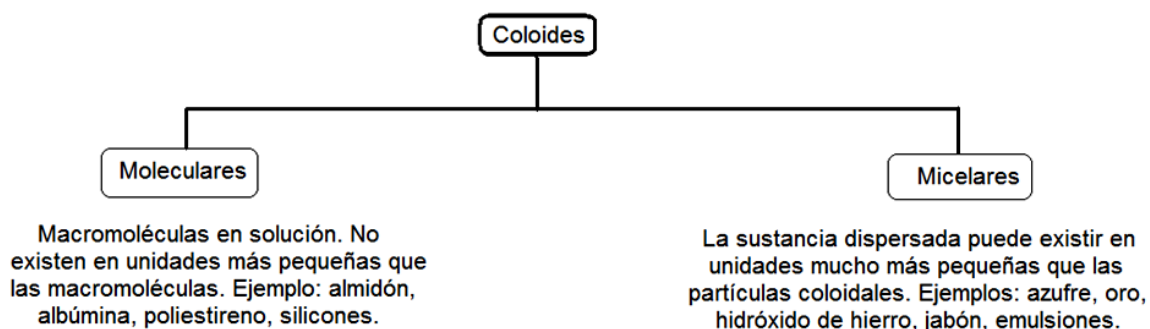 Coloides
Moleculares
Macromoléculas en solución. No
existen en unidades más pequeñas que
las macromoléculas. Ejemplo: almidón,
albúmina, poliestireno, silicones.
Micelares
La sustancia dispersada puede existir en
unidades mucho más pequeñas que las
partículas coloidales. Ejemplos: azufre, oro,
hidróxido de hierro, jabón, emulsiones.